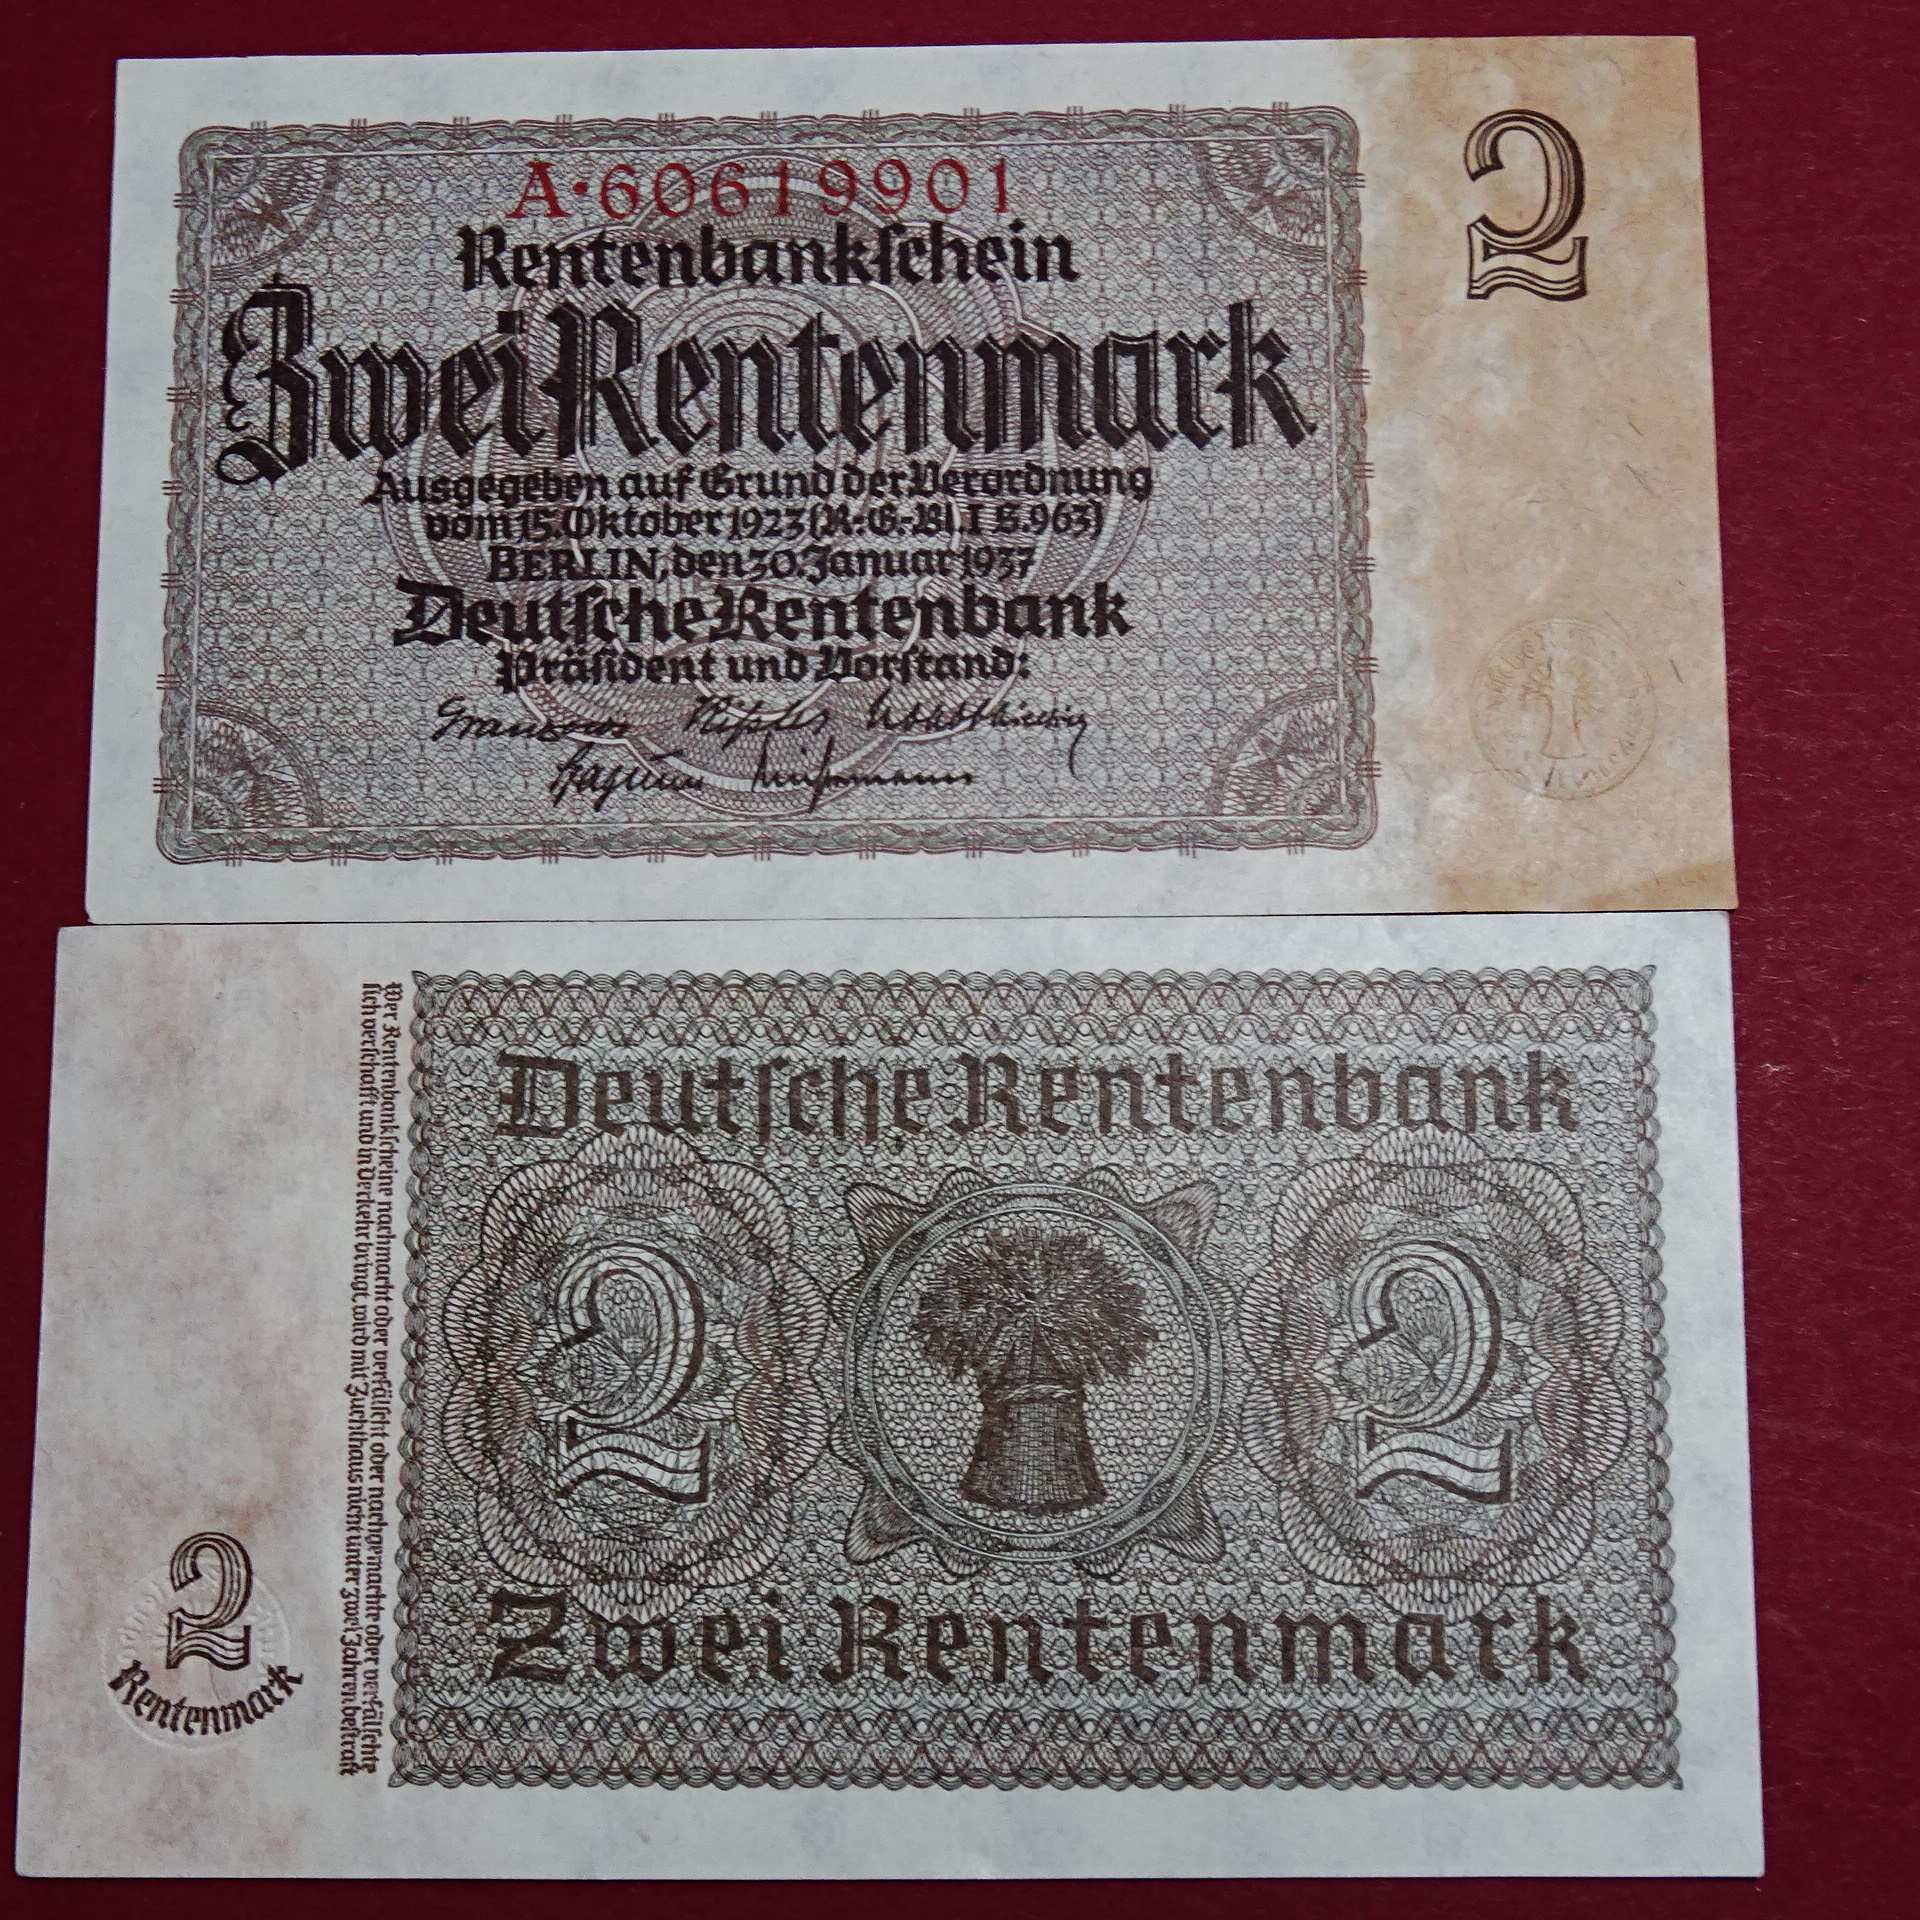 A·60619901
Rentenbankſchein
Zwei Rentenmark
Ausgegeben auf Grund der Verordnung
vom 15. Oktober 1923 (R.-G.-Bl. I S. 963)
BERLIN, den 30. Januar 1937
Deutſche Rentenbank
Präſident und Vorſtand:
2
Wer Rentenbankſcheine nachmacht oder verfälſcht oder nachgemachte oder verfälſchte
ſich verſchafft und in Verkehr bringt, wird mit Zuchthaus nicht unter zwei Jahren beſtraft
2
Rentenmark
Deutſche Rentenbank
2
2
Zwei Rentenmark